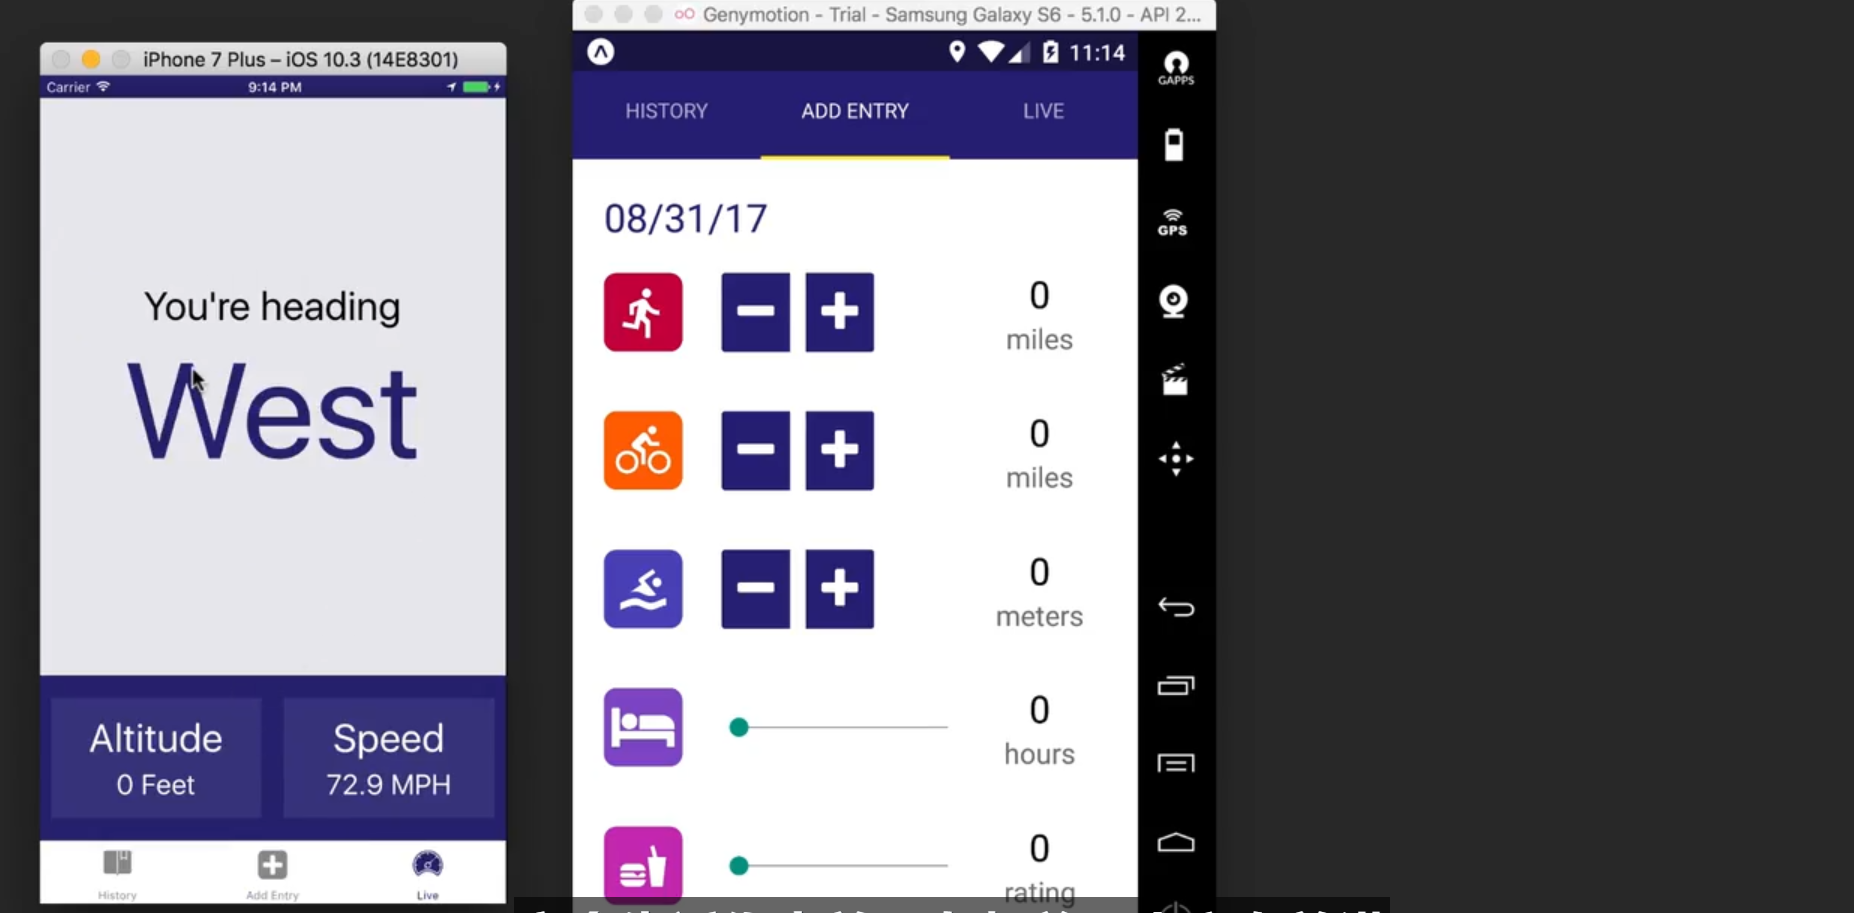 iPhone 7 Plus – iOS 10.3 (14E8301)
Carrier
9:14 PM
You're heading
West
Altitude
0 Feet
Speed
72.9 MPH
History
Add Entry
Live
Genymotion - Trial - Samsung Galaxy S6 - 5.1.0 - API 2...
11:14
HISTORY
ADD ENTRY
LIVE
08/31/17
0
miles
0
miles
0
meters
0
hours
0
rating
GAPPS
GPS